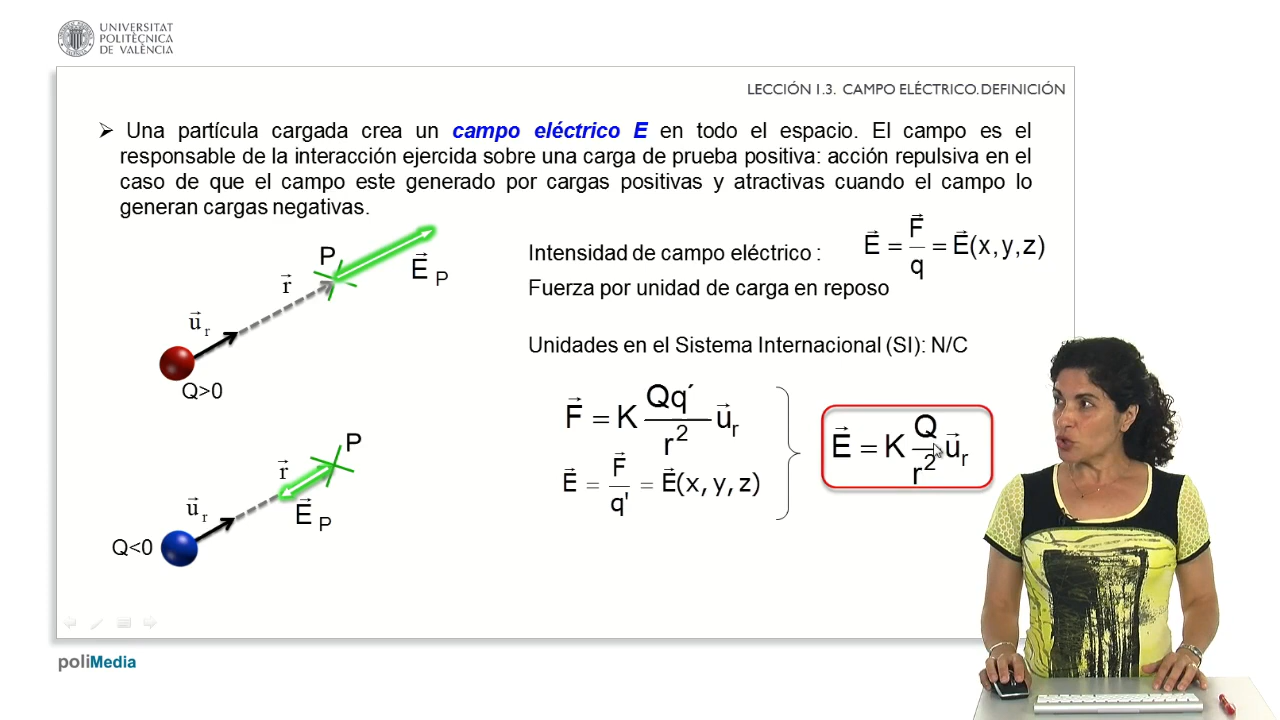 UNIVERSITAT
POLITÈCNICA
DE VALÈNCIA
LECCIÓN 1.3. CAMPO ELÉCTRICO.DEFINICIÓN
➢ Una partícula cargada crea un campo eléctrico E en todo el espacio. El campo es el
responsable de la interacción ejercida sobre una carga de prueba positiva: acción repulsiva en el
caso de que el campo este generado por cargas positivas y atractivas cuando el campo lo
generan cargas negativas.
P
E⃗ P
r⃗
u⃗ r
Q>0
Intensidad de campo eléctrico :
E⃗ = F⃗/q = E⃗(x,y,z)
Fuerza por unidad de carga en reposo
Unidades en el Sistema Internacional (SI): N/C
F⃗ = K Qq´/r² u⃗r
E⃗ = F⃗/q' = E⃗(x,y,z)
E⃗ = K Q/r² u⃗r
P
r⃗
E⃗ P
u⃗ r
Q<0
poliMedia